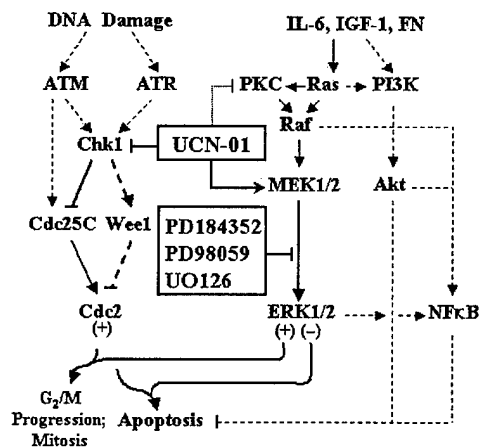 DNA Damage
IL-6, IGF-1, FN
ATM
ATR
PKC
Ras
PI3K
Raf
Chk1
UCN-01
MEK1/2
Akt
Cdc25C
Wee1
PD184352
PD98059
UO126
Cdc2
(+)
ERK1/2
(+) (–)
NFκB
G2/M
Progression;
Mitosis
Apoptosis